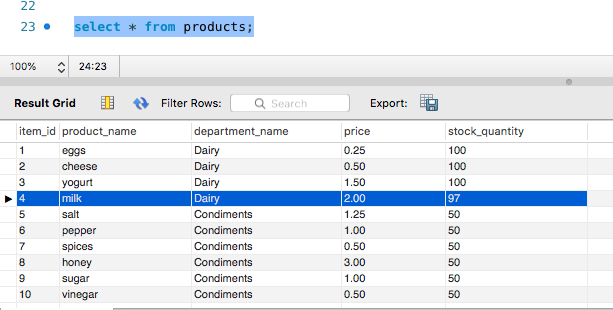 22
23 select * from products;
100% 24:23
Result Grid Filter Rows: Search Export:
item_id product_name department_name price stock_quantity
1 eggs Dairy 0.25 100
2 cheese Dairy 0.50 100
3 yogurt Dairy 1.50 100
4 milk Dairy 2.00 97
5 salt Condiments 1.25 50
6 pepper Condiments 1.00 50
7 spices Condiments 0.50 50
8 honey Condiments 3.00 50
9 sugar Condiments 1.00 50
10 vinegar Condiments 0.50 50